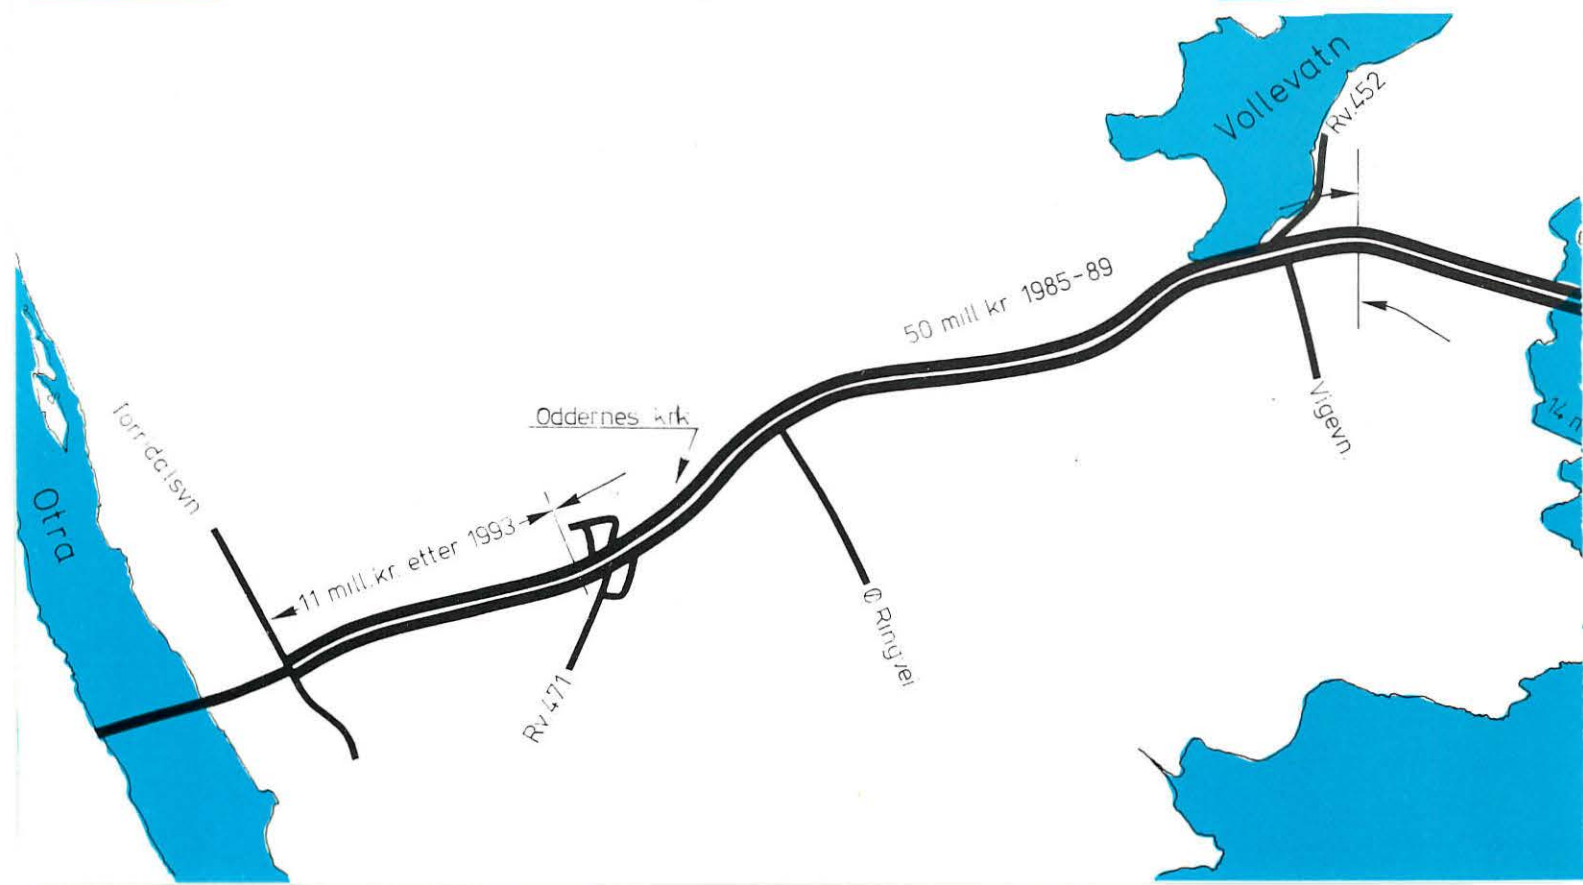 Vollevatn
Rv.452
50 mill kr 1985-89
Oddernes krk
Vigevn.
14
Otra
11 mill.kr. etter 1993
Ringvei
Rv.471